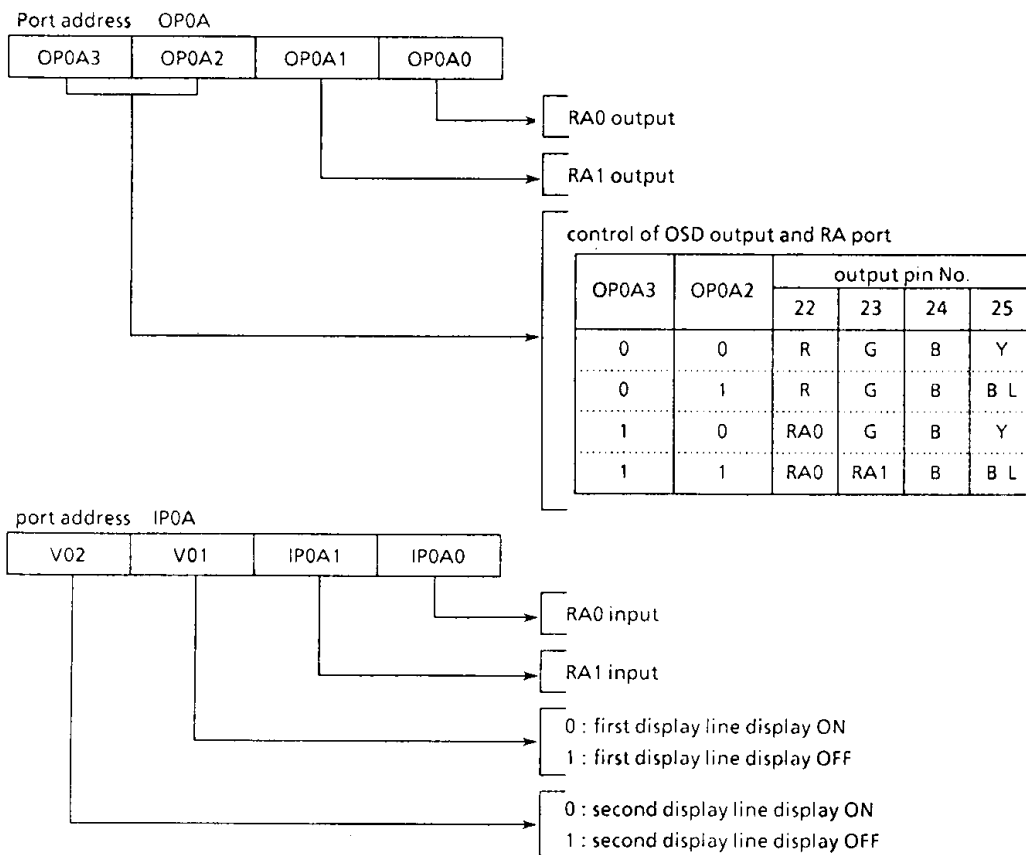 Port address OP0A
OP0A3 OP0A2 OP0A1 OP0A0
RA0 output
RA1 output
control of OSD output and RA port
OP0A3 OP0A2 output pin No.
22 23 24 25
0 0 R G B Y
0 1 R G B B L
1 0 RA0 G B Y
1 1 RA0 RA1 B B L
port address IP0A
V02 V01 IP0A1 IP0A0
RA0 input
RA1 input
0 : first display line display ON
1 : first display line display OFF
0 : second display line display ON
1 : second display line display OFF